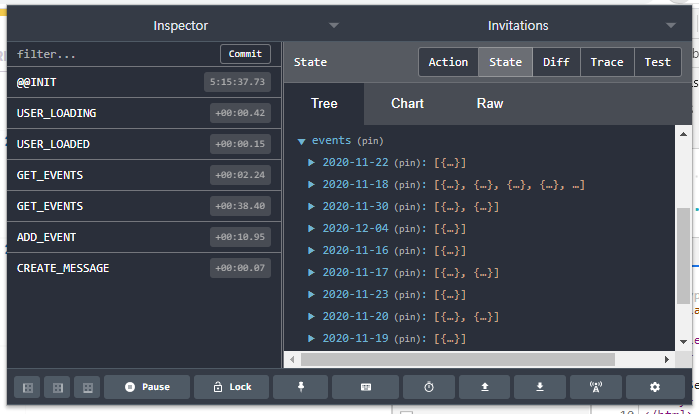 Inspector
Invitations
filter...
Commit
@@INIT
5:15:37.73
USER_LOADING
+00:00.42
USER_LOADED
+00:00.15
GET_EVENTS
+00:02.24
GET_EVENTS
+00:38.40
ADD_EVENT
+00:10.95
CREATE_MESSAGE
+00:00.07
State
Action
State
Diff
Trace
Test
Tree
Chart
Raw
events (pin)
2020-11-22 (pin): [{…}]
2020-11-18 (pin): [{…}, {…}, {…}, {…}, …]
2020-11-30 (pin): [{…}, {…}]
2020-12-04 (pin): [{…}]
2020-11-16 (pin): [{…}]
2020-11-17 (pin): [{…}, {…}]
2020-11-23 (pin): [{…}]
2020-11-20 (pin): [{…}, {…}]
2020-11-19 (pin): [{…}]
Pause
Lock